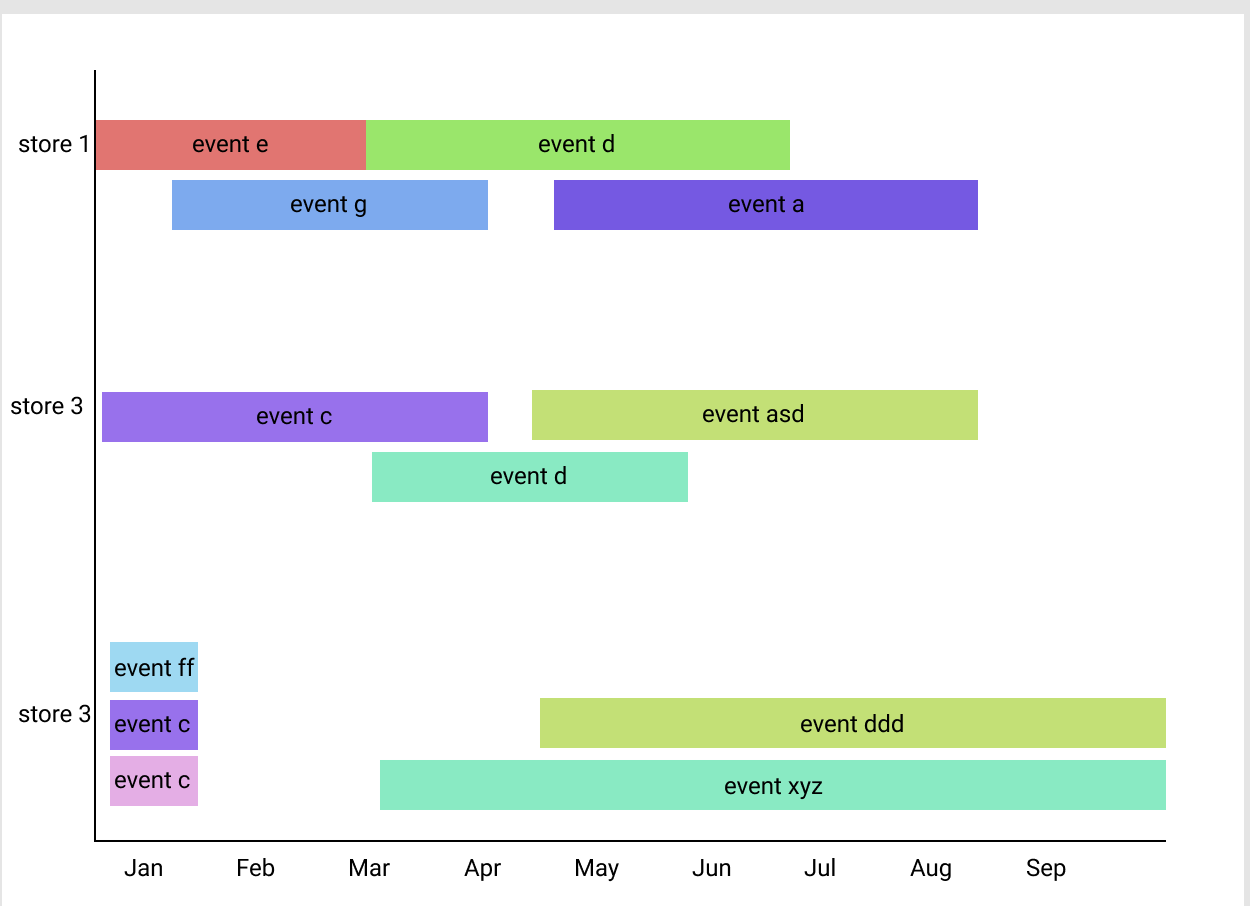 store 1
event e
event d
event g
event a
store 3
event c
event asd
event d
event ff
store 3
event c
event ddd
event c
event xyz
Jan Feb Mar Apr May Jun Jul Aug Sep